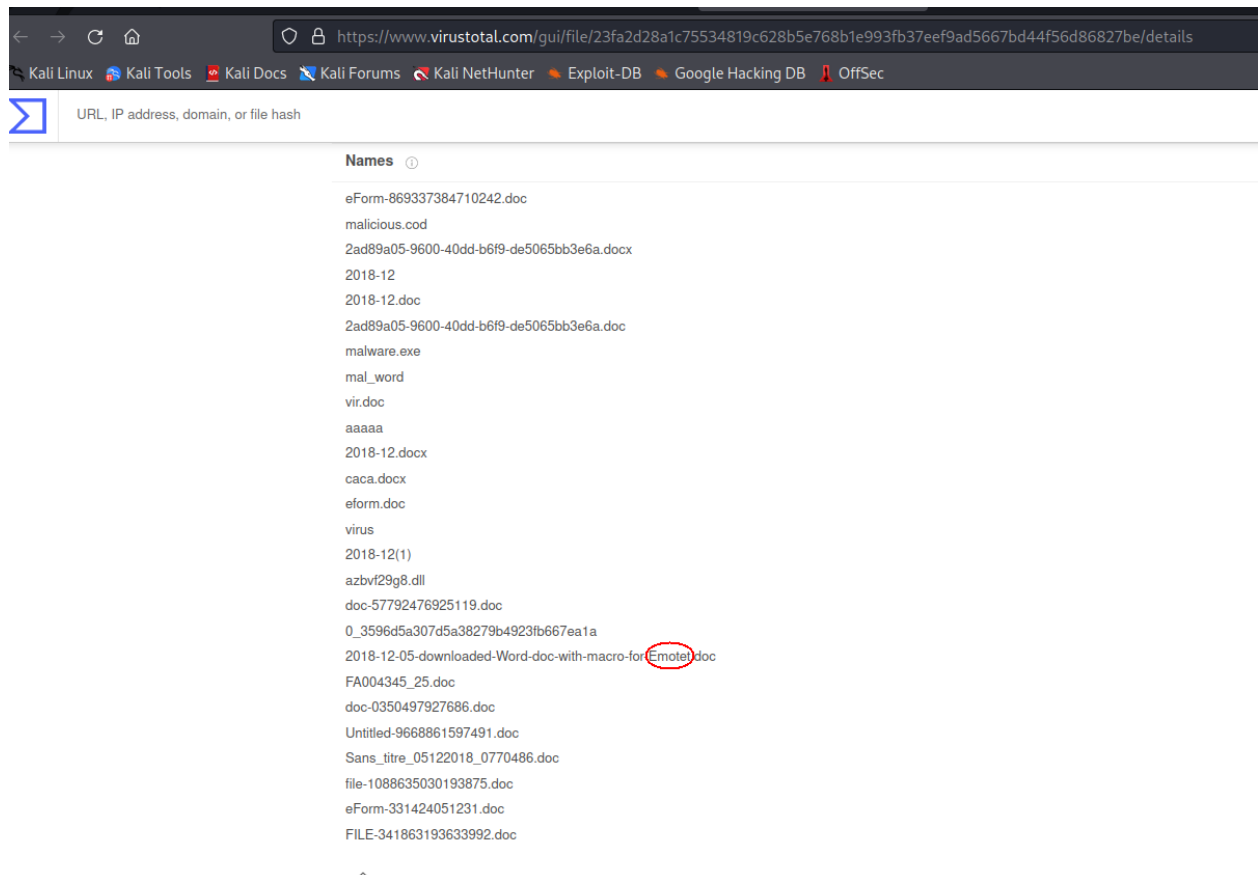 https://www.virustotal.com/gui/file/23fa2d28a1c75534819c628b5e768b1e993fb37eef9ad5667bd44f56d86827be/details
Kali Linux Kali Tools Kali Docs Kali Forums Kali NetHunter Exploit-DB Google Hacking DB OffSec
URL, IP address, domain, or file hash
Names
eForm-869337384710242.doc
malicious.cod
2ad89a05-9600-40dd-b6f9-de5065bb3e6a.docx
2018-12
2018-12.doc
2ad89a05-9600-40dd-b6f9-de5065bb3e6a.doc
malware.exe
mal_word
vir.doc
aaaaa
2018-12.docx
caca.docx
eform.doc
virus
2018-12(1)
azbvf29g8.dll
doc-57792476925119.doc
0_3596d5a307d5a38279b4923fb667ea1a
2018-12-05-downloaded-Word-doc-with-macro-for-Emotet.doc
FA004345_25.doc
doc-0350497927686.doc
Untitled-9668861597491.doc
Sans_titre_05122018_0770486.doc
file-1088635030193875.doc
eForm-331424051231.doc
FILE-341863193633992.doc